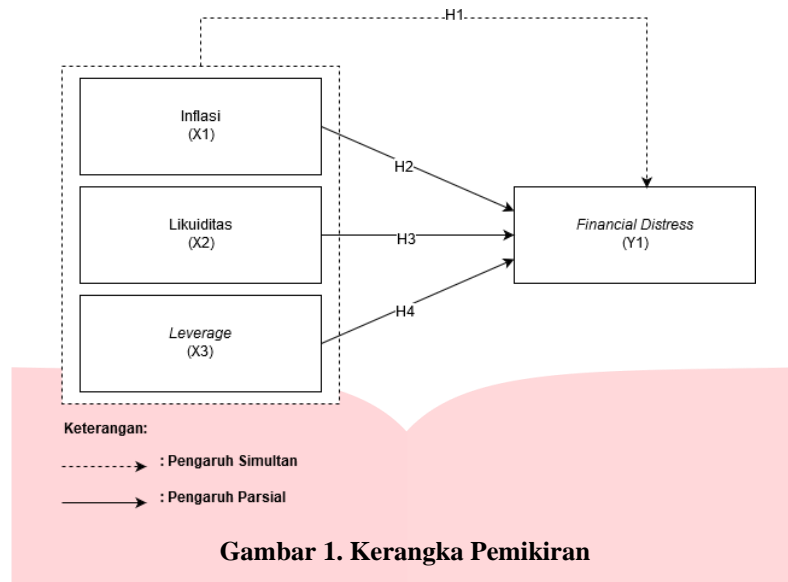 H1
Inflasi
(X1)
H2
Likuiditas
(X2)
H3
Financial Distress
(Y1)
Leverage
(X3)
H4
Keterangan:
: Pengaruh Simultan
: Pengaruh Parsial
Gambar 1. Kerangka Pemikiran